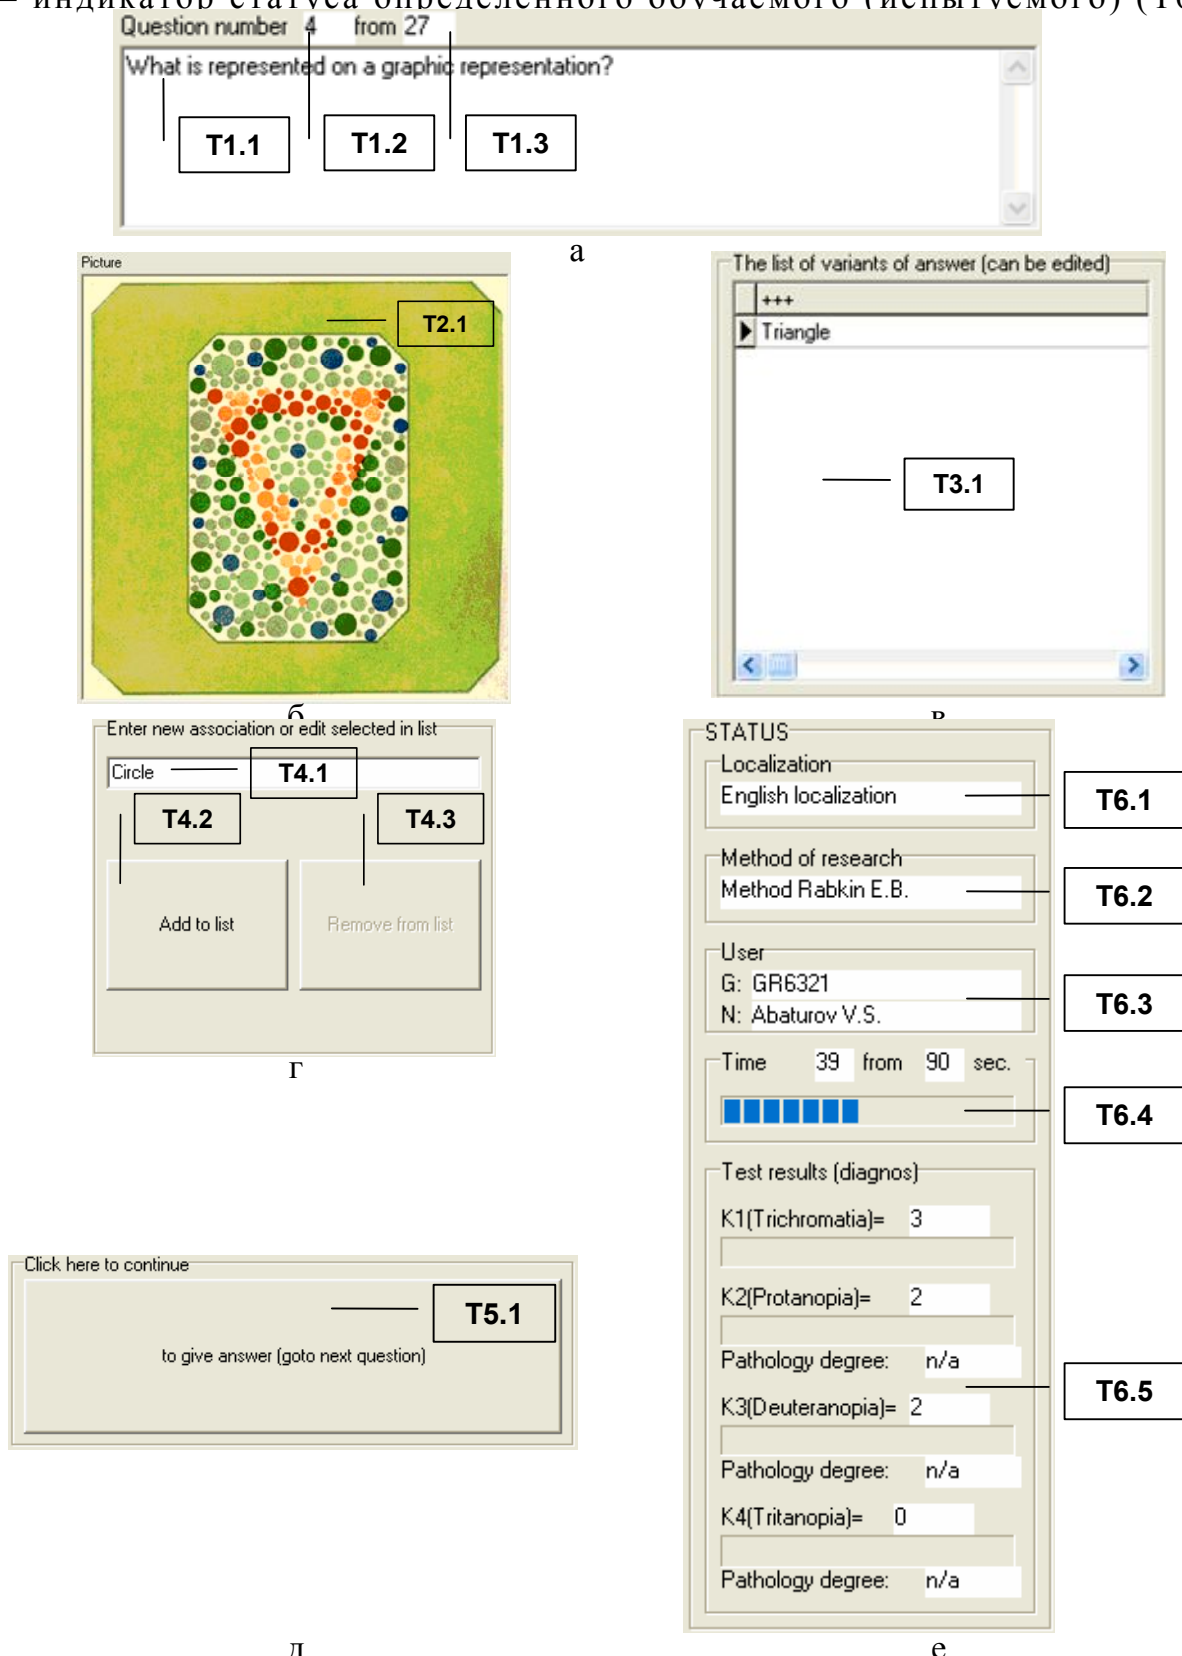 – индикатор статуса определенного обучаемого (испытуемого) (
Question number 4 from 27
What is represented on a graphic representation?
T1.1 T1.2 T1.3
а
Picture
T2.1
б
The list of variants of answer (can be edited)
+++
Triangle
T3.1
в
Enter new association or edit selected in list
Circle
T4.1
T4.2 T4.3
Add to list Remove from list
г
Click here to continue
T5.1
to give answer (goto next question)
д
STATUS
Localization
English localization
T6.1
Method of research
Method Rabkin E.B.
T6.2
User
G: GR6321
N: Abaturov V.S.
T6.3
Time 39 from 90 sec.
T6.4
Test results (diagnos)
K1(Trichromatia)= 3
K2(Protanopia)= 2
Pathology degree: n/a
T6.5
K3(Deuteranopia)= 2
Pathology degree: n/a
K4(Tritanopia)= 0
Pathology degree: n/a
е